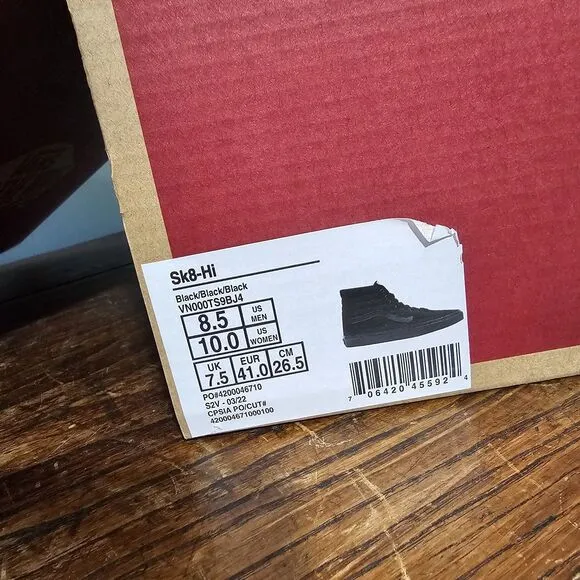 Sk8-Hi
Black/Black/Black
VN000TS9BJ4
8.5 US MEN
10.0 US WOMEN
UK EUR CM
7.5 41.0 26.5
PO#4200046710
S2V - 03/22
CPSIA PO/CUT#
420004671000100
7 06420 45592 4